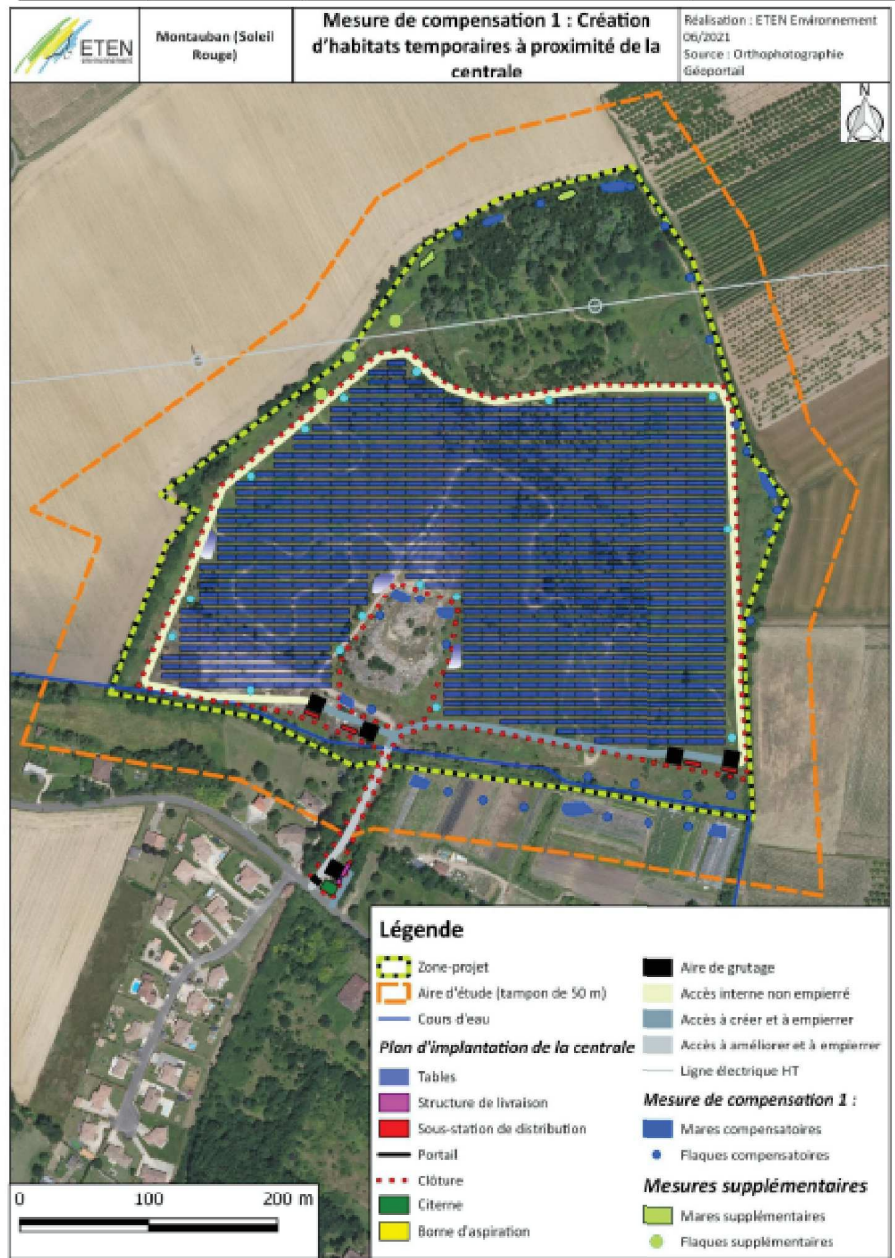 ETEN
environnement
Montauban (Soleil
Rouge)
Mesure de compensation 1 : Création
d'habitats temporaires à proximité de la
centrale
Réalisation : ETEN Environnement
06/2021
Source : Orthophotographie
Géoportail
N
Légende
Zone-projet
Aire d'étude (tampon de 50 m)
Cours d'eau
Plan d'implantation de la centrale
Tables
Structure de livraison
Sous-station de distribution
Portail
Clôture
Citerne
Borne d'aspiration
Aire de grutage
Accès interne non empierré
Accès à créer et à empierrer
Accès à améliorer et à empierrer
Ligne électrique HT
Mesure de compensation 1 :
Mares compensatoires
Flaques compensatoires
Mesures supplémentaires
Mares supplémentaires
Flaques supplémentaires
0 100 200 m